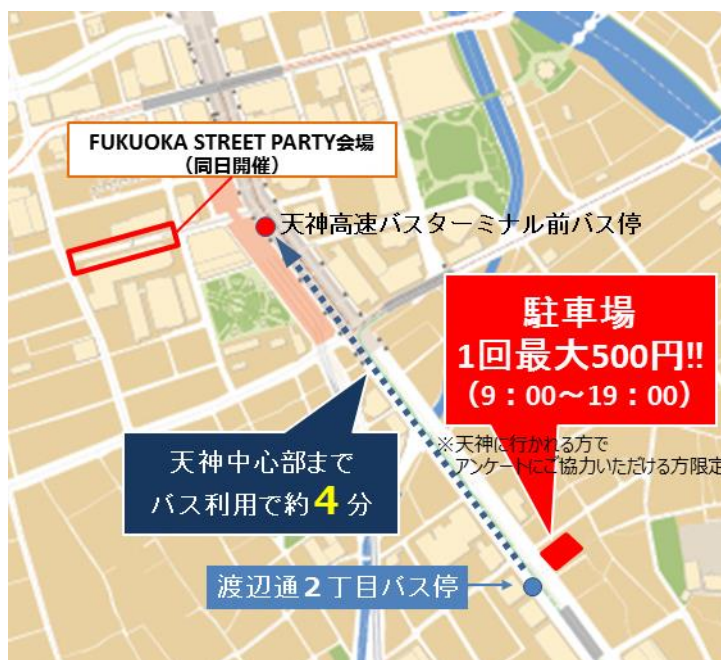 FUKUOKA STREET PARTY会場
（同日開催）
天神高速バスターミナル前バス停
駐車場
1回最大500円!!
（9：00～19：00）
※天神に行かれる方で
アンケートにご協力いただける方限定
天神中心部まで
バス利用で約4分
渡辺通2丁目バス停